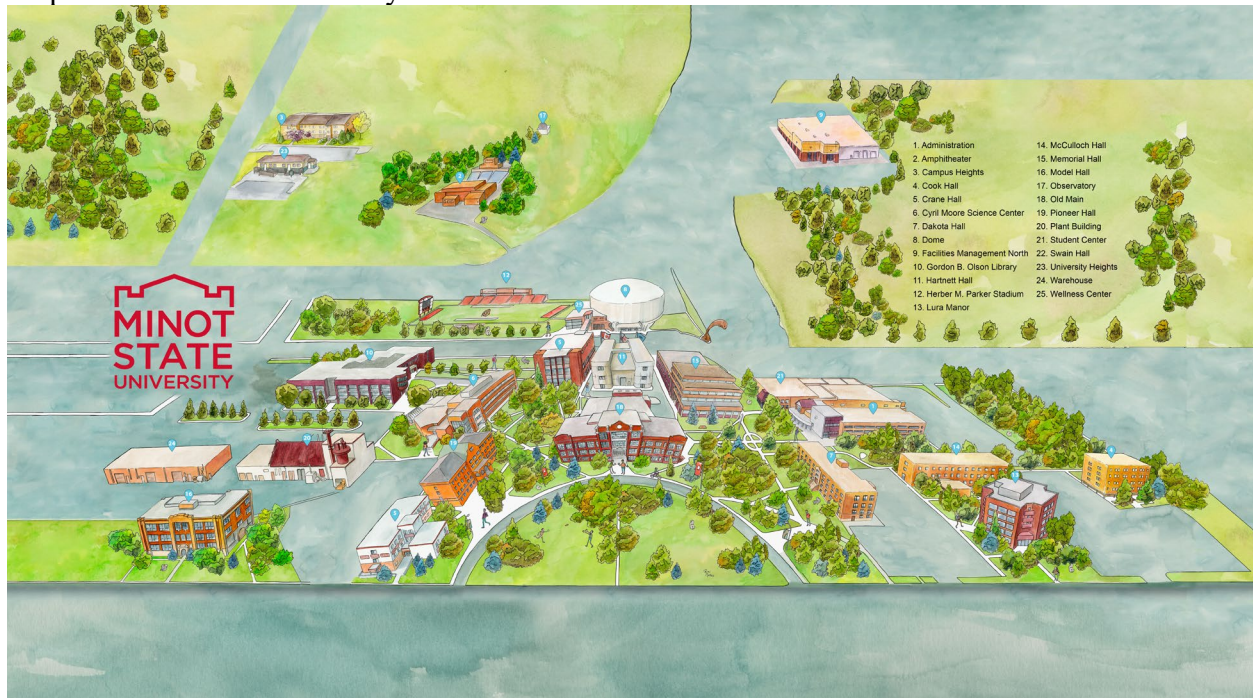 MINOT
STATE
UNIVERSITY
1. Administration
2. Amphitheater
3. Campus Heights
4. Cook Hall
5. Crane Hall
6. Cyril Moore Science Center
7. Dakota Hall
8. Dome
9. Facilities Management North
10. Gordon B. Olson Library
11. Hartnett Hall
12. Herber M. Parker Stadium
13. Lura Manor
14. McCulloch Hall
15. Memorial Hall
16. Model Hall
17. Observatory
18. Old Main
19. Pioneer Hall
20. Plant Building
21. Student Center
22. Swain Hall
23. University Heights
24. Warehouse
25. Wellness Center